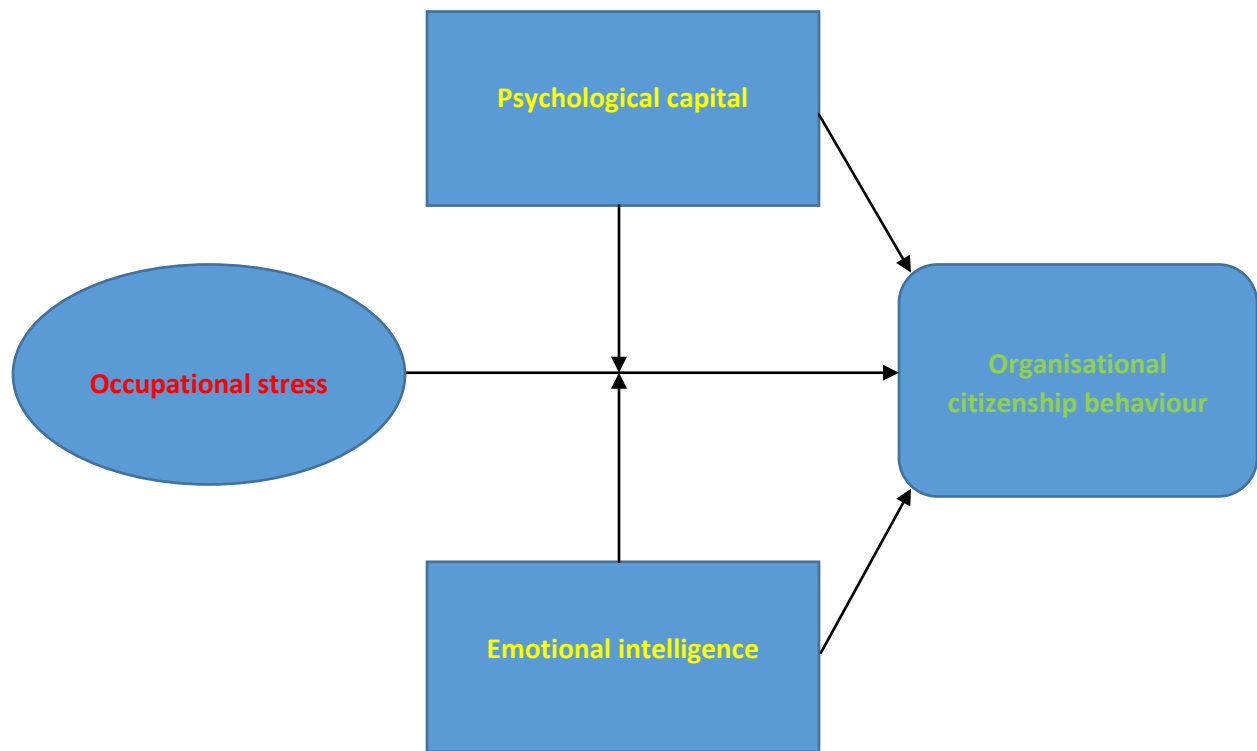 Psychological capital
Occupational stress
Organisational
citizenship behaviour
Emotional intelligence